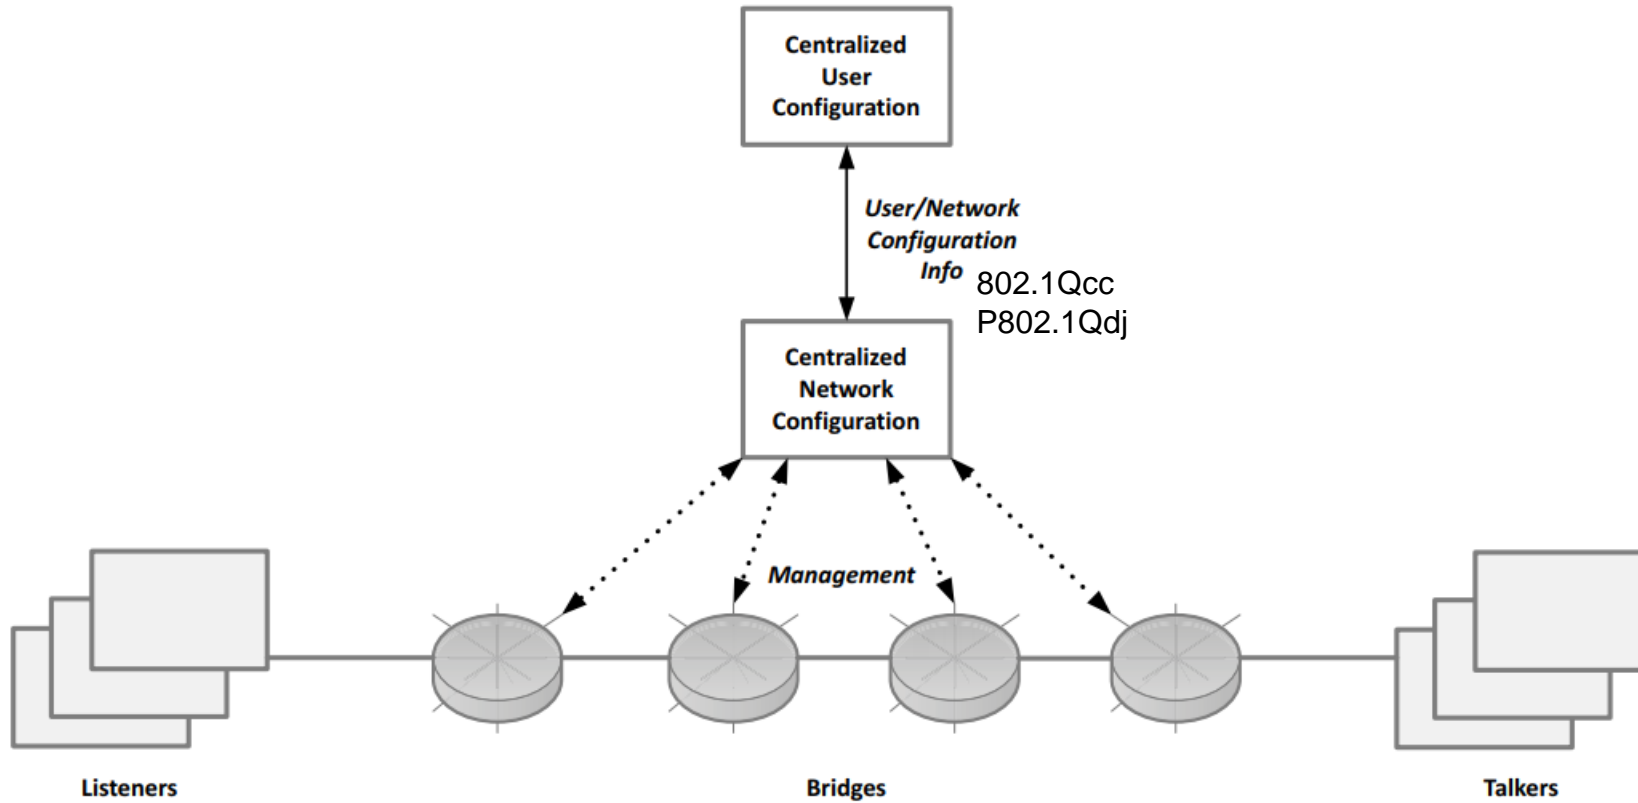 Centralized
User
Configuration
User/Network
Configuration
Info
802.1Qcc
P802.1Qdj
Centralized
Network
Configuration
Management
Listeners
Bridges
Talkers